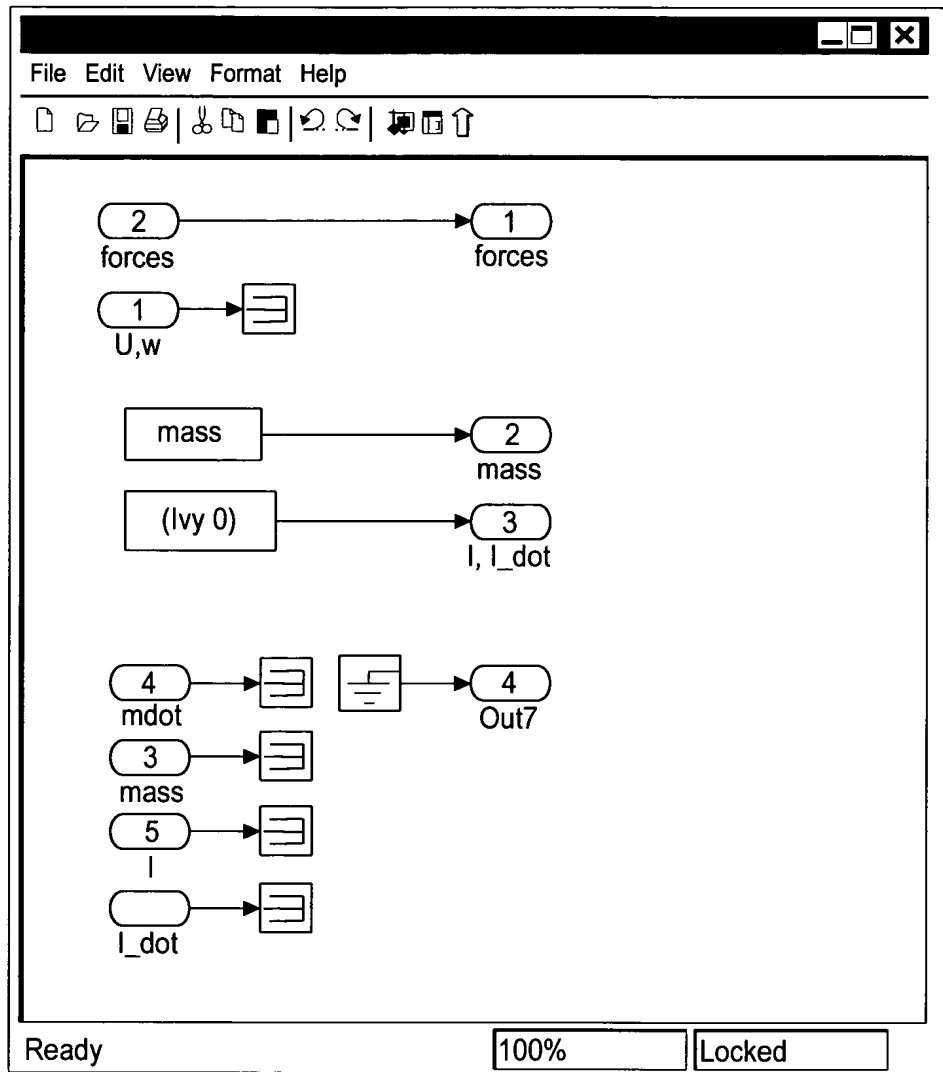 File Edit View Format Help
2 1
forces forces
1
U,w
mass 2
mass
(Ivy 0) 3
I, I_dot
4 4
mdot Out7
3
mass
5
I
I_dot
Ready 100% Locked